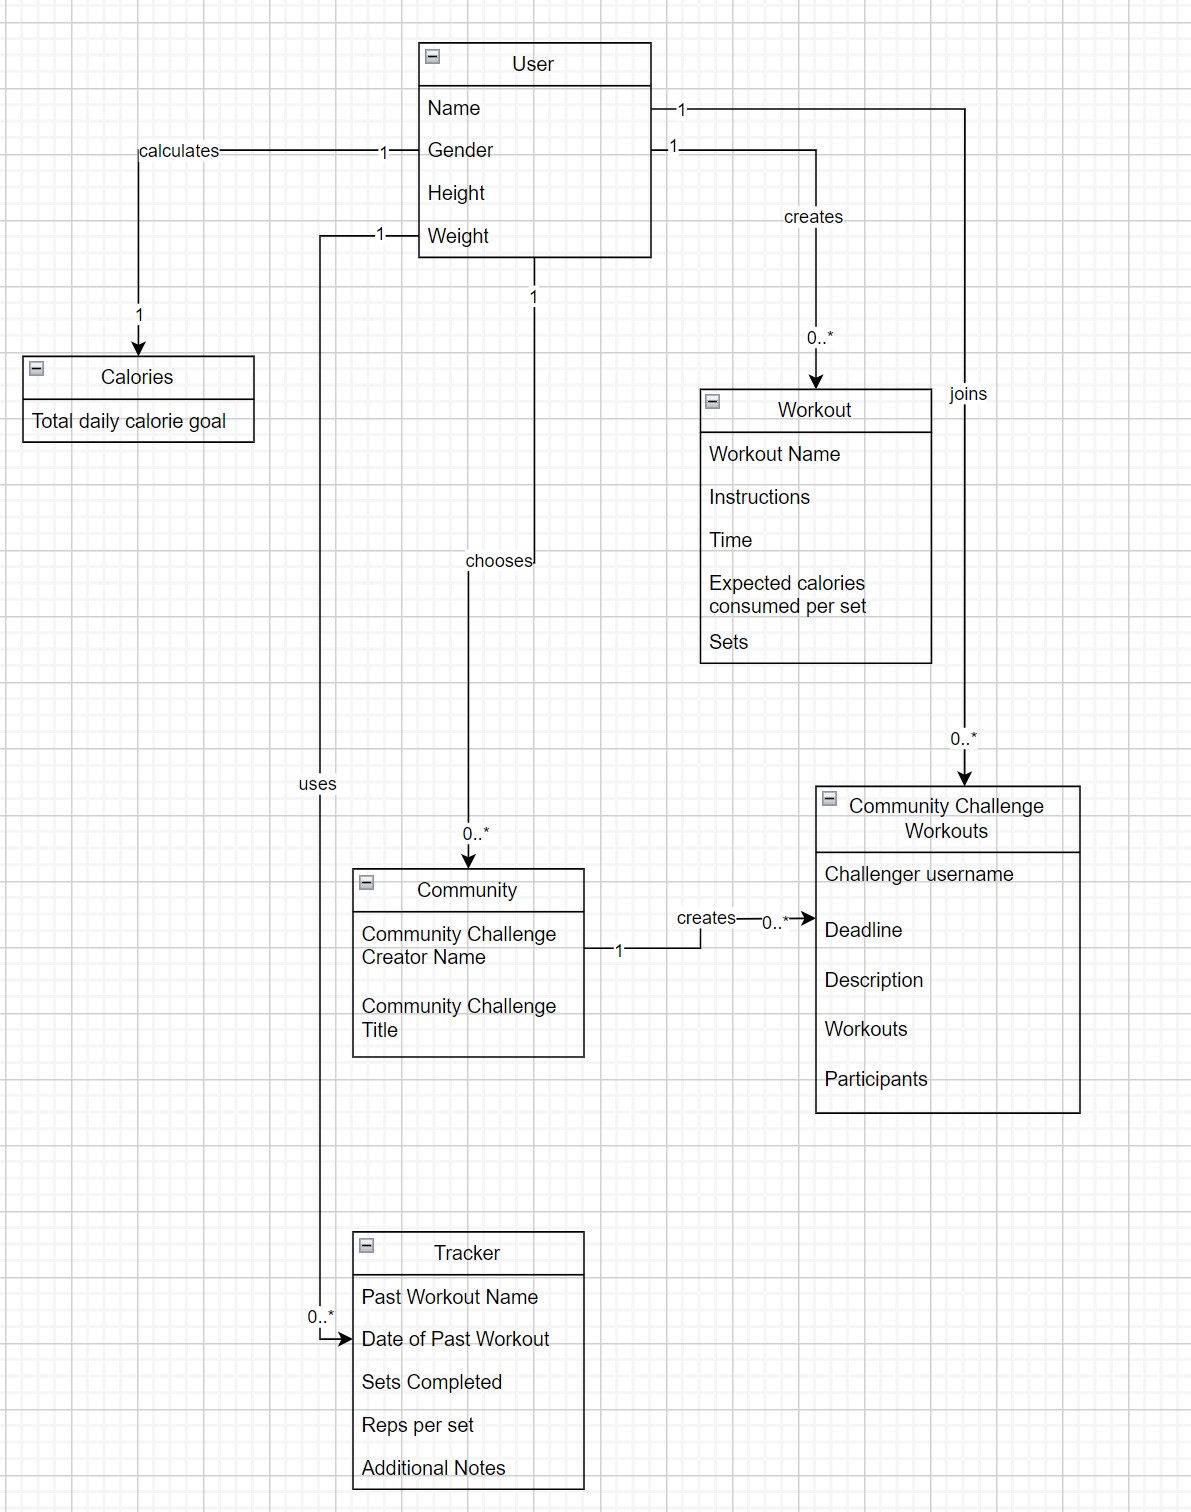 User
Name
Gender
Height
Weight
1
1
calculates
1
1
creates
1
1
1
0..*
Calories
Total daily calorie goal
joins
Workout
Workout Name
Instructions
Time
Expected calories
consumed per set
Sets
chooses
0..*
uses
0..*
Community Challenge
Workouts
Challenger username
Deadline
Description
Workouts
Participants
Community
Community Challenge
Creator Name
Community Challenge
Title
creates
0..*
1
Tracker
Past Workout Name
Date of Past Workout
Sets Completed
Reps per set
Additional Notes
0..*